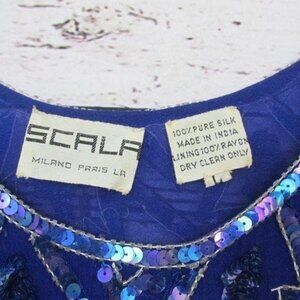 SCALA
MILANO PARIS LA
100% PURE SILK
MADE IN INDIA
LINING 100% RAYON
DRY CLEAN ONLY